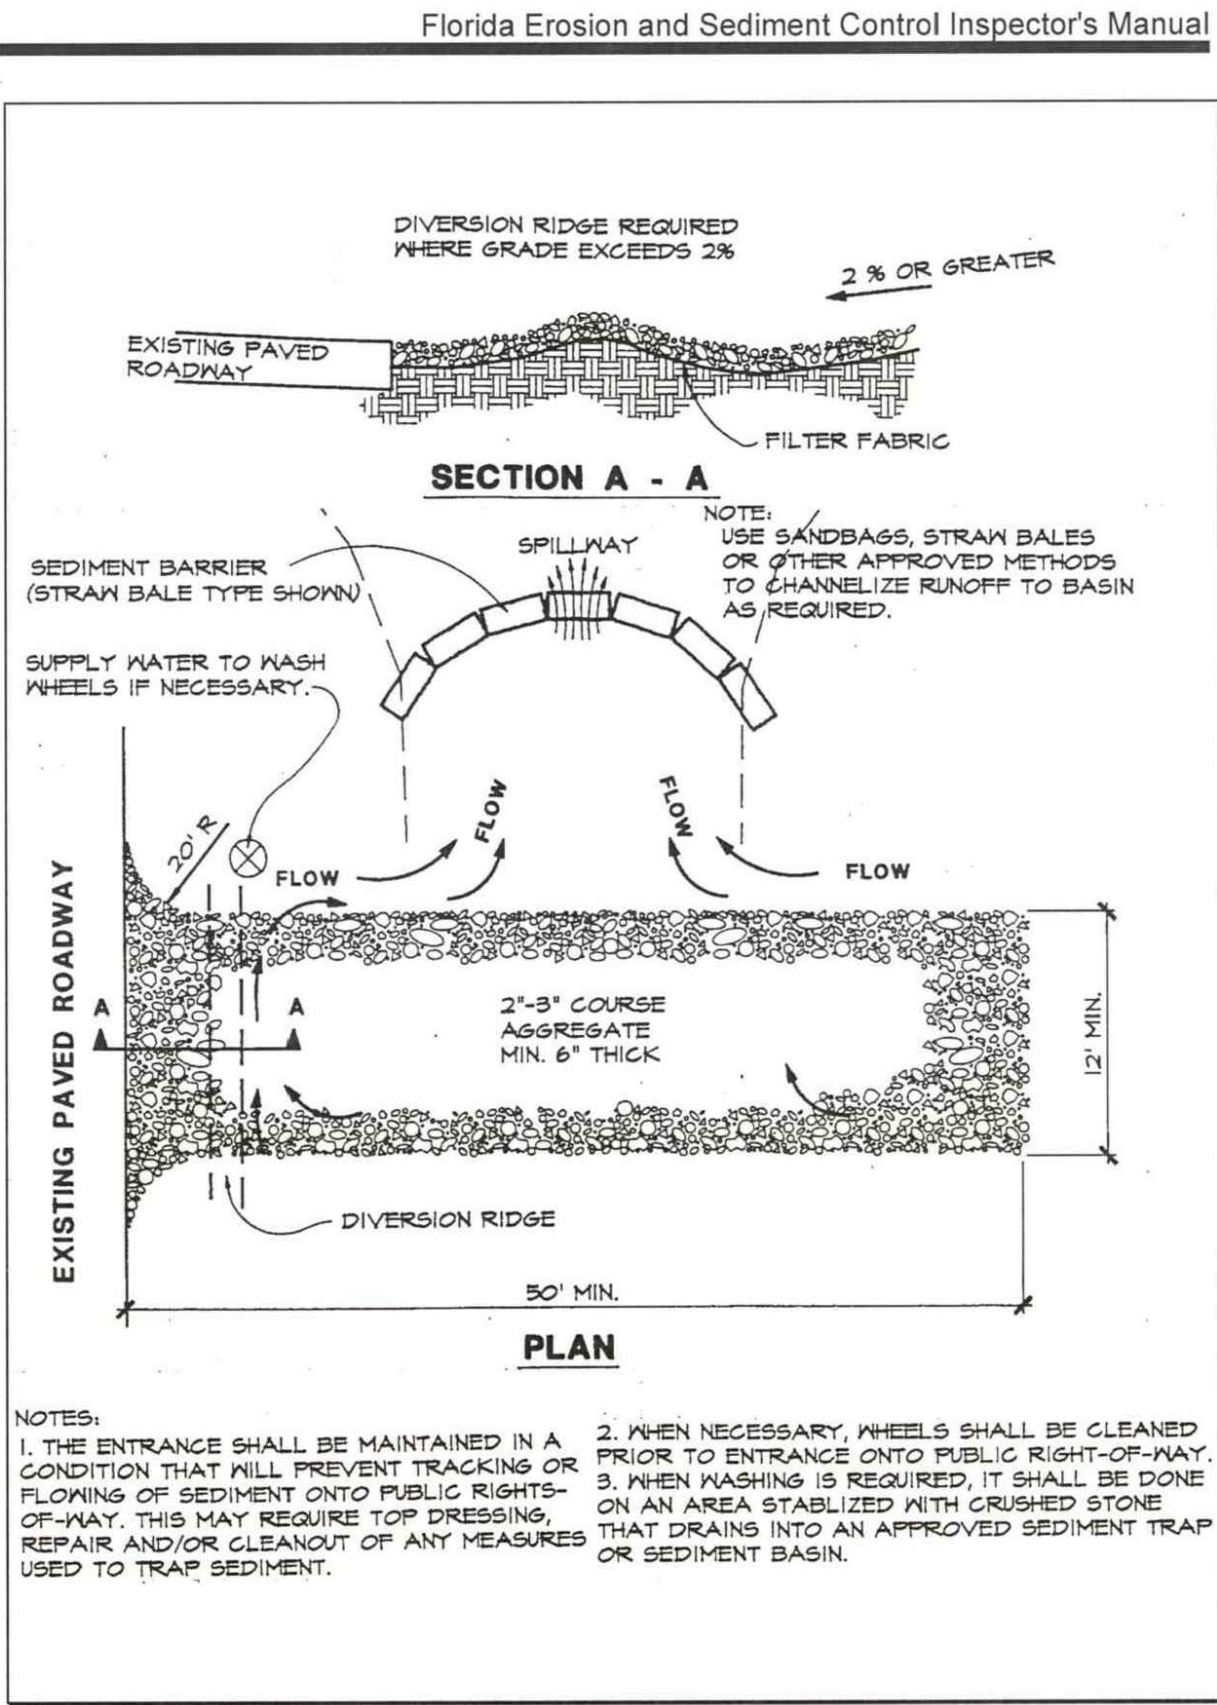 Florida Erosion and Sediment Control Inspector's Manual
DIVERSION RIDGE REQUIRED
WHERE GRADE EXCEEDS 2%
2 % OR GREATER
EXISTING PAVED
ROADWAY
FILTER FABRIC
SECTION A - A
NOTE:
USE SANDBAGS, STRAW BALES
OR OTHER APPROVED METHODS
TO CHANNELIZE RUNOFF TO BASIN
AS REQUIRED.
SPILLWAY
SEDIMENT BARRIER
(STRAW BALE TYPE SHOWN)
SUPPLY WATER TO WASH
WHEELS IF NECESSARY.
FLOW
FLOW
20' R
FLOW
FLOW
EXISTING PAVED ROADWAY
A
A
2"-3" COURSE
AGGREGATE
MIN. 6" THICK
12' MIN.
DIVERSION RIDGE
50' MIN.
PLAN
NOTES:
1. THE ENTRANCE SHALL BE MAINTAINED IN A
CONDITION THAT WILL PREVENT TRACKING OR
FLOWING OF SEDIMENT ONTO PUBLIC RIGHTS-
OF-WAY. THIS MAY REQUIRE TOP DRESSING,
REPAIR AND/OR CLEANOUT OF ANY MEASURES
USED TO TRAP SEDIMENT.
2. WHEN NECESSARY, WHEELS SHALL BE CLEANED
PRIOR TO ENTRANCE ONTO PUBLIC RIGHT-OF-WAY.
3. WHEN WASHING IS REQUIRED, IT SHALL BE DONE
ON AN AREA STABLIZED WITH CRUSHED STONE
THAT DRAINS INTO AN APPROVED SEDIMENT TRAP
OR SEDIMENT BASIN.